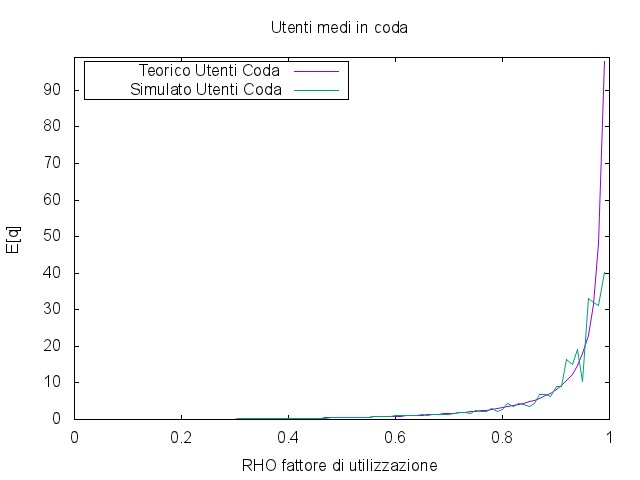 Utenti medi in coda
Teorico Utenti Coda
Simulato Utenti Coda
E[q]
90
80
70
60
50
40
30
20
10
0
0 0.2 0.4 0.6 0.8 1
RHO fattore di utilizzazione